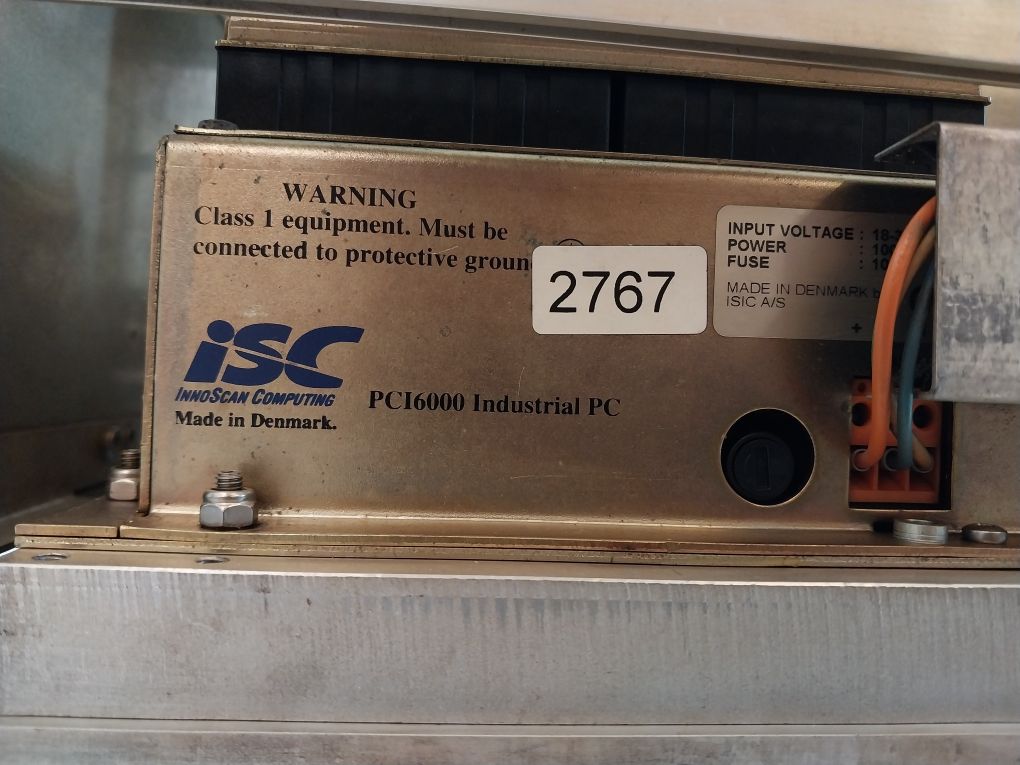 WARNING
Class 1 equipment. Must be
connected to protective
2767
INPUT VOLTAGE : 18-
POWER :
FUSE :
MADE IN DENMARK
ISIC A/S
+
iSC
INNOSCAN COMPUTING
Made in Denmark.
PCI6000 Industrial PC